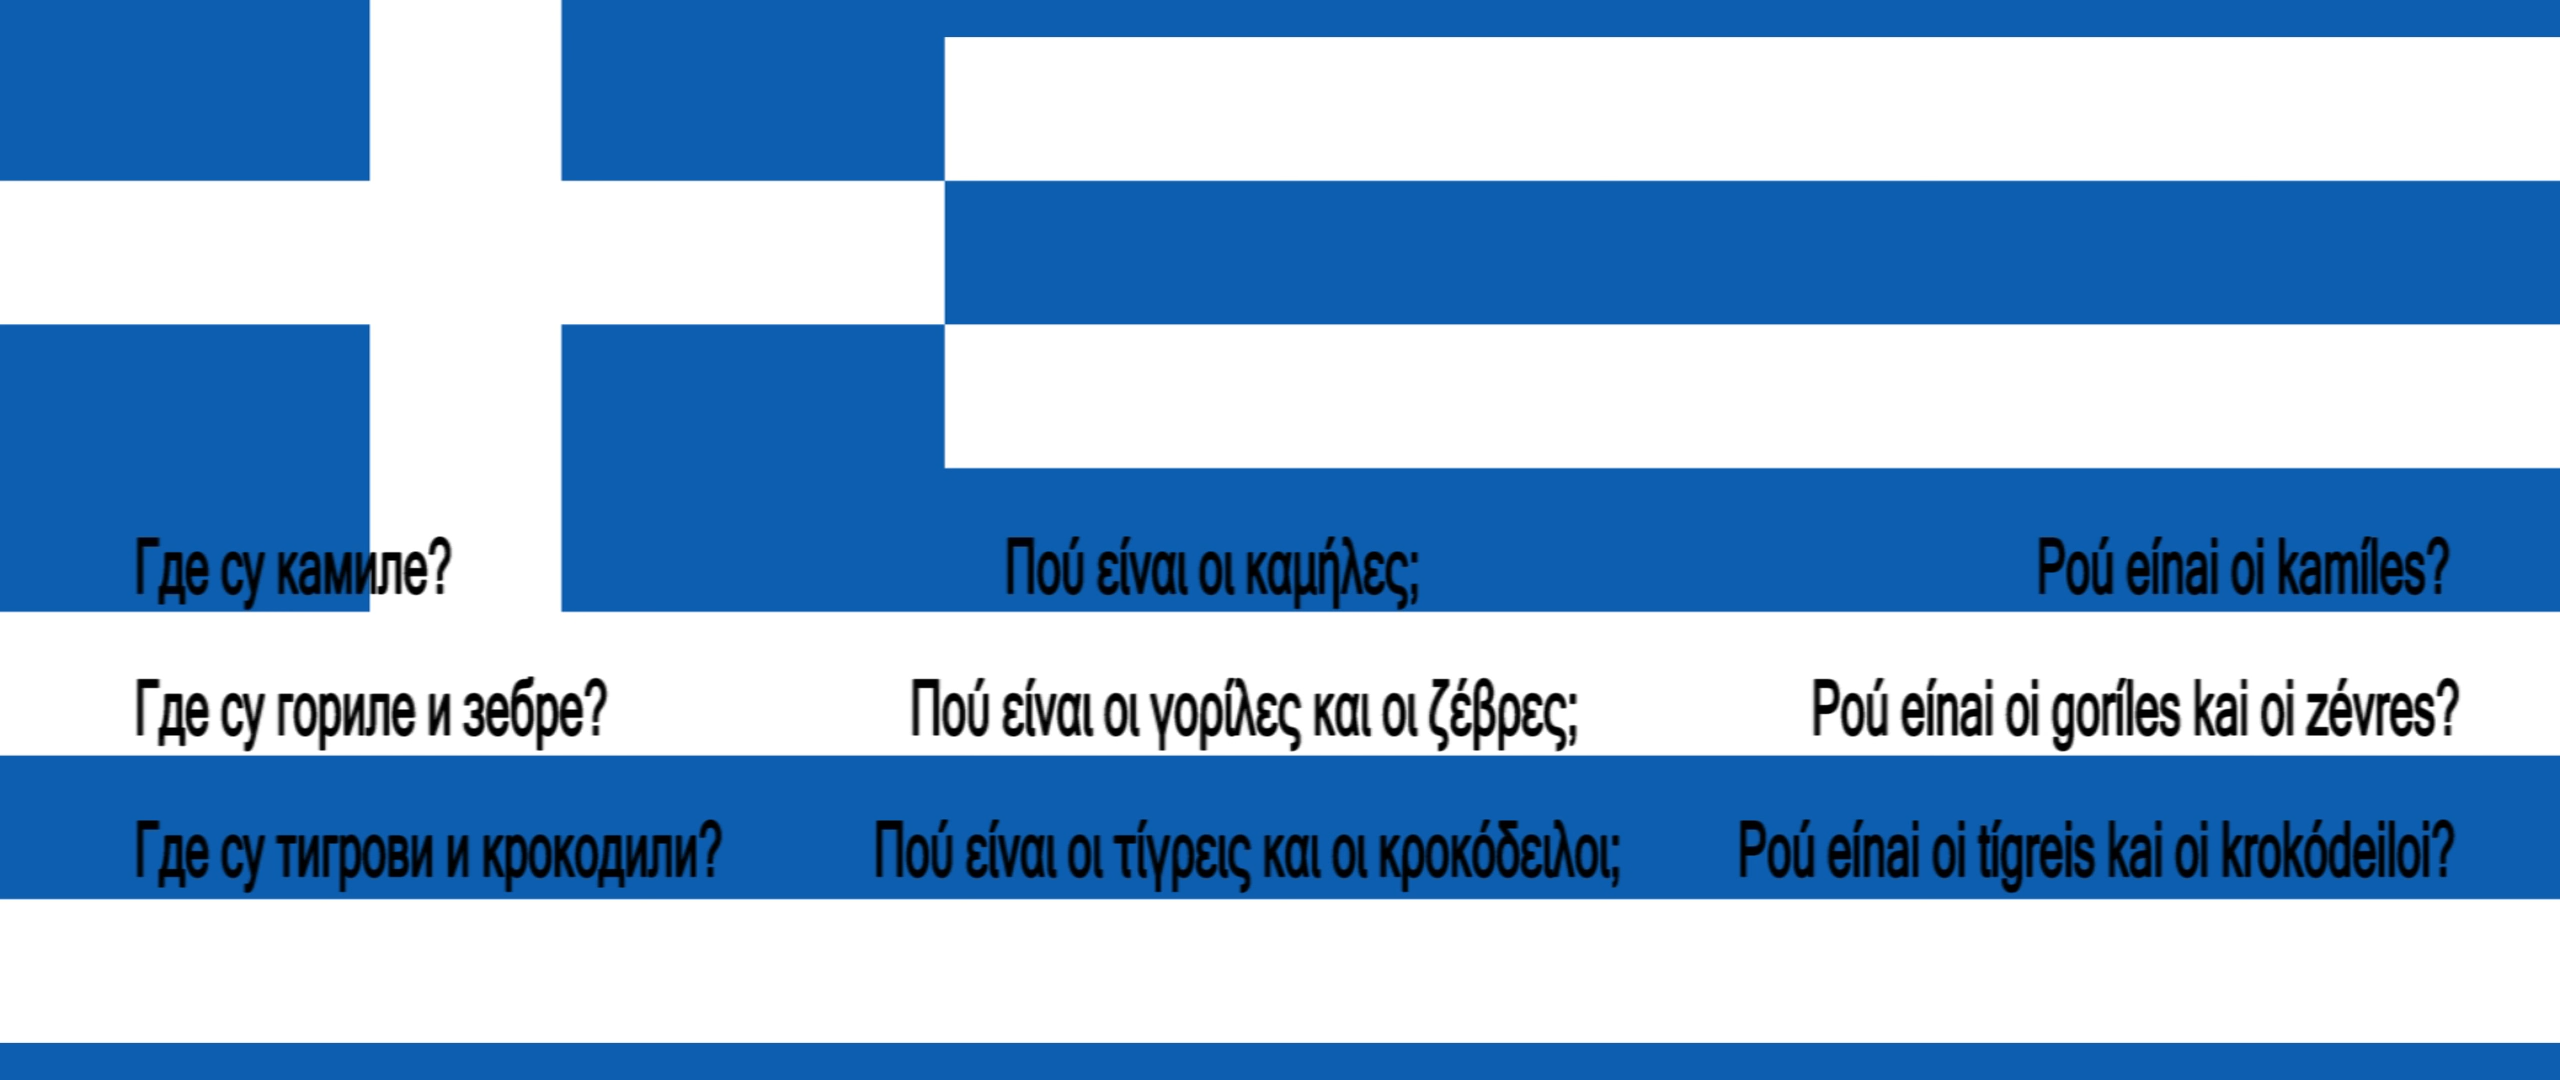 Где су камиле? Πού είναι οι καμήλες; Poú eínai oi kamíles?
Где су гориле и зебре? Πού είναι οι γορίλες και οι ζέβρες; Poú eínai oi goríles kai oi zévres?
Где су тигрови и крокодили? Πού είναι οι τίγρεις και οι κροκόδειλοι; Poú eínai oi tígreis kai oi krokódeiloi?